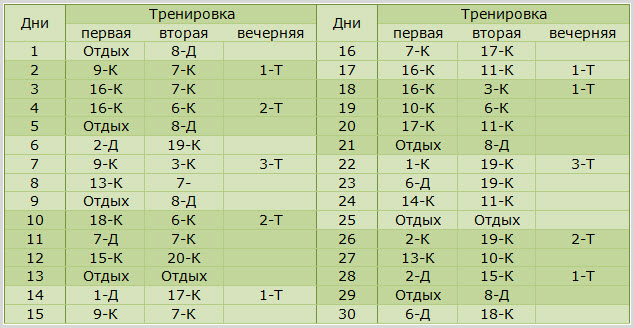 Дни Тренировка Дни Тренировка
первая вторая вечерняя первая вторая вечерняя
1 Отдых 8-Д 16 7-К 17-К
2 9-К 7-К 1-Т 17 16-К 11-К 1-Т
3 16-К 7-К 18 16-К 3-К 1-Т
4 16-К 6-К 2-Т 19 10-К 6-К
5 Отдых 8-Д 20 17-К 11-К
6 2-Д 19-К 21 Отдых 8-Д
7 9-К 3-К 3-Т 22 1-К 19-К 3-Т
8 13-К 7- 23 6-Д 19-К
9 Отдых 8-Д 24 14-К 11-К
10 18-К 6-К 2-Т 25 Отдых Отдых
11 7-Д 7-К 26 2-К 19-К 2-Т
12 15-К 20-К 27 13-К 10-К
13 Отдых Отдых 28 2-Д 15-К 1-Т
14 1-Д 17-К 1-Т 29 Отдых 8-Д
15 9-К 7-К 30 6-Д 18-К